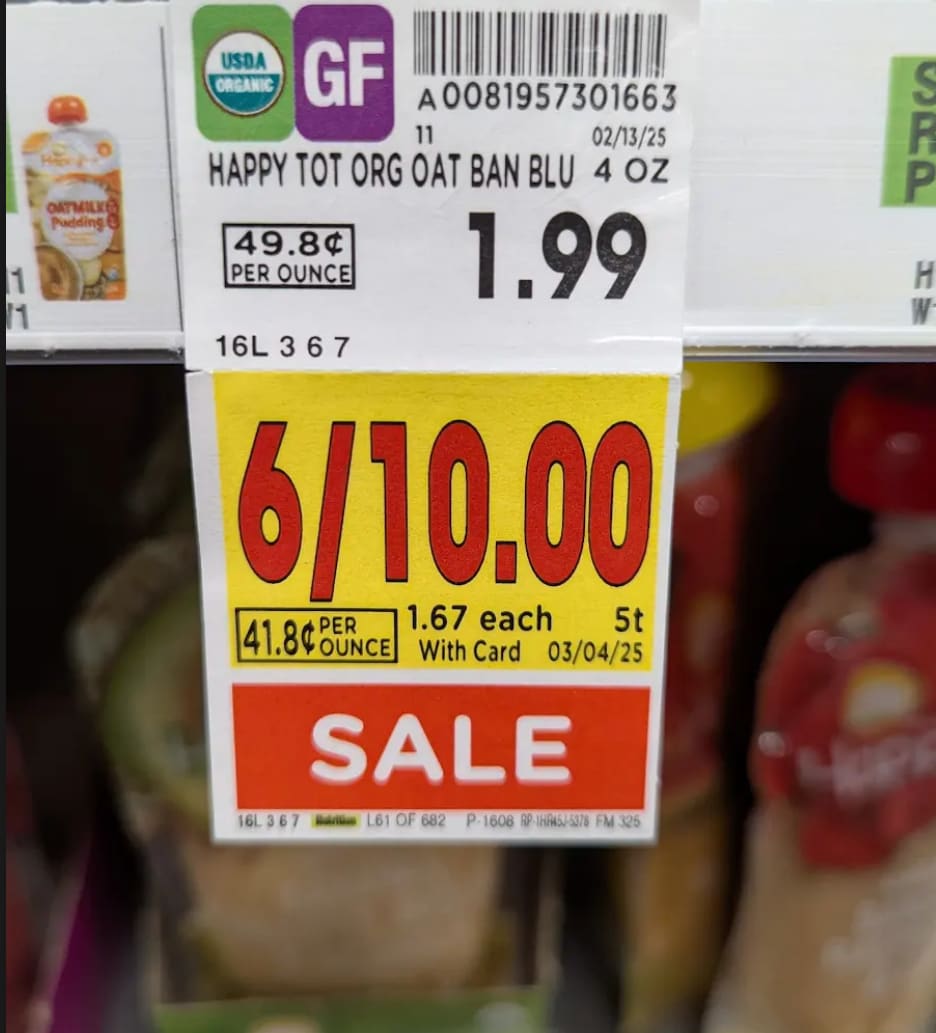 USDA
ORGANIC
GF
A0081957301663
11 02/13/25
HAPPY TOT ORG OAT BAN BLU 4 OZ
49.8¢
PER OUNCE
1.99
16L 3 6 7
6/10.00
41.8¢ PER OUNCE
1.67 each 5t
With Card 03/04/25
SALE
16L 3 6 7 L61 OF 682 P-1608 FM 325
OATMILK
Pudding
S
R
P
H
W